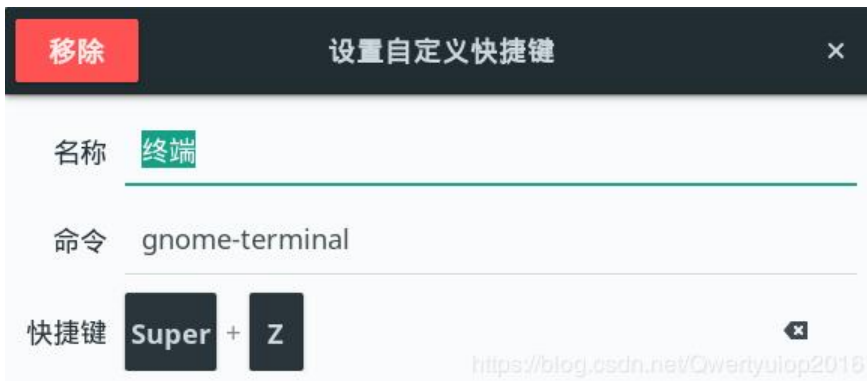 移除 设置自定义快捷键 ×
名称 终端
命令 gnome-terminal
快捷键 Super + Z
https://blog.csdn.net/Qwertyuiop2016